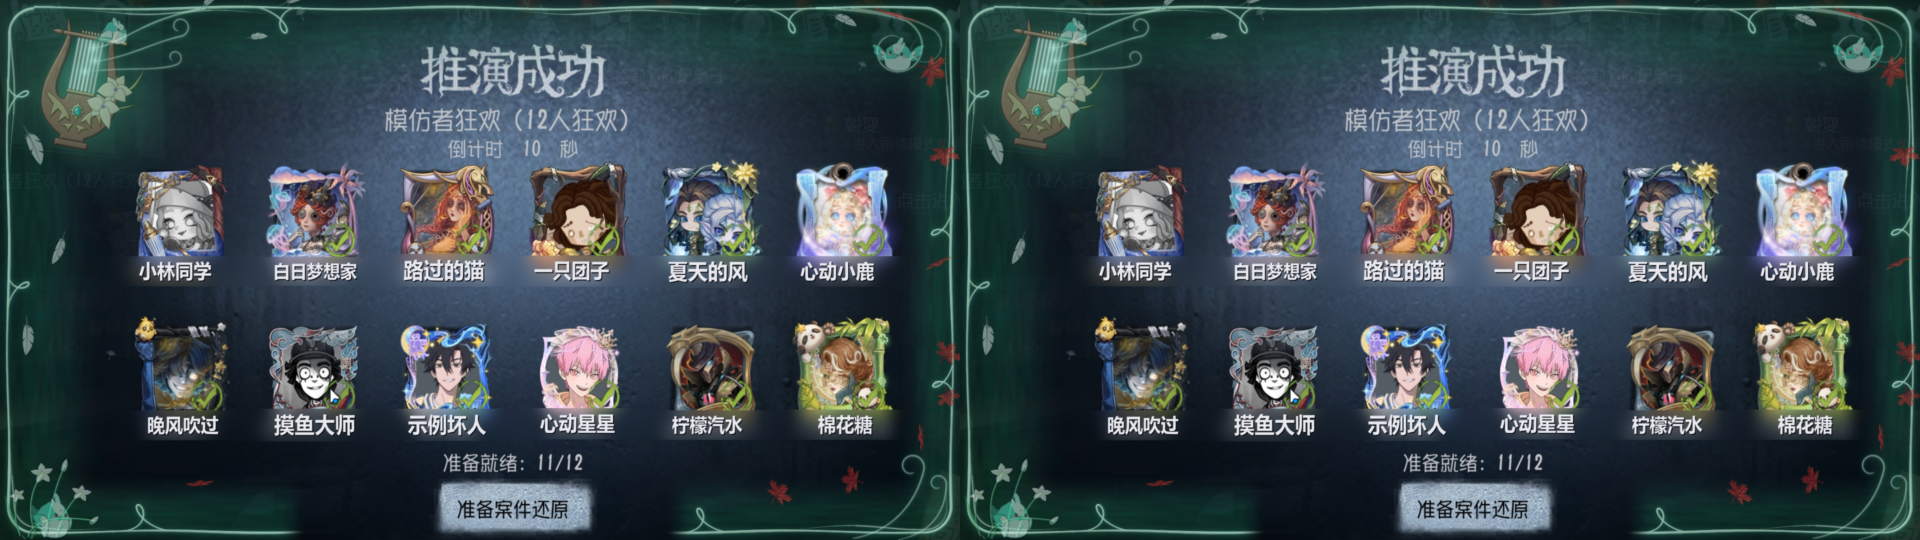 推演成功
模仿者狂欢（12人狂欢）
倒计时 10 秒
小林同学 白日梦想家 路过的猫 一只团子 夏天的风 心动小鹿
晚风吹过 摸鱼大师 示例坏人 心动星星 柠檬汽水 棉花糖
准备就绪：11/12
准备案件还原
推演成功
模仿者狂欢（12人狂欢）
倒计时 10 秒
小林同学 白日梦想家 路过的猫 一只团子 夏天的风 心动小鹿
晚风吹过 摸鱼大师 示例坏人 心动星星 柠檬汽水 棉花糖
准备就绪：11/12
准备案件还原